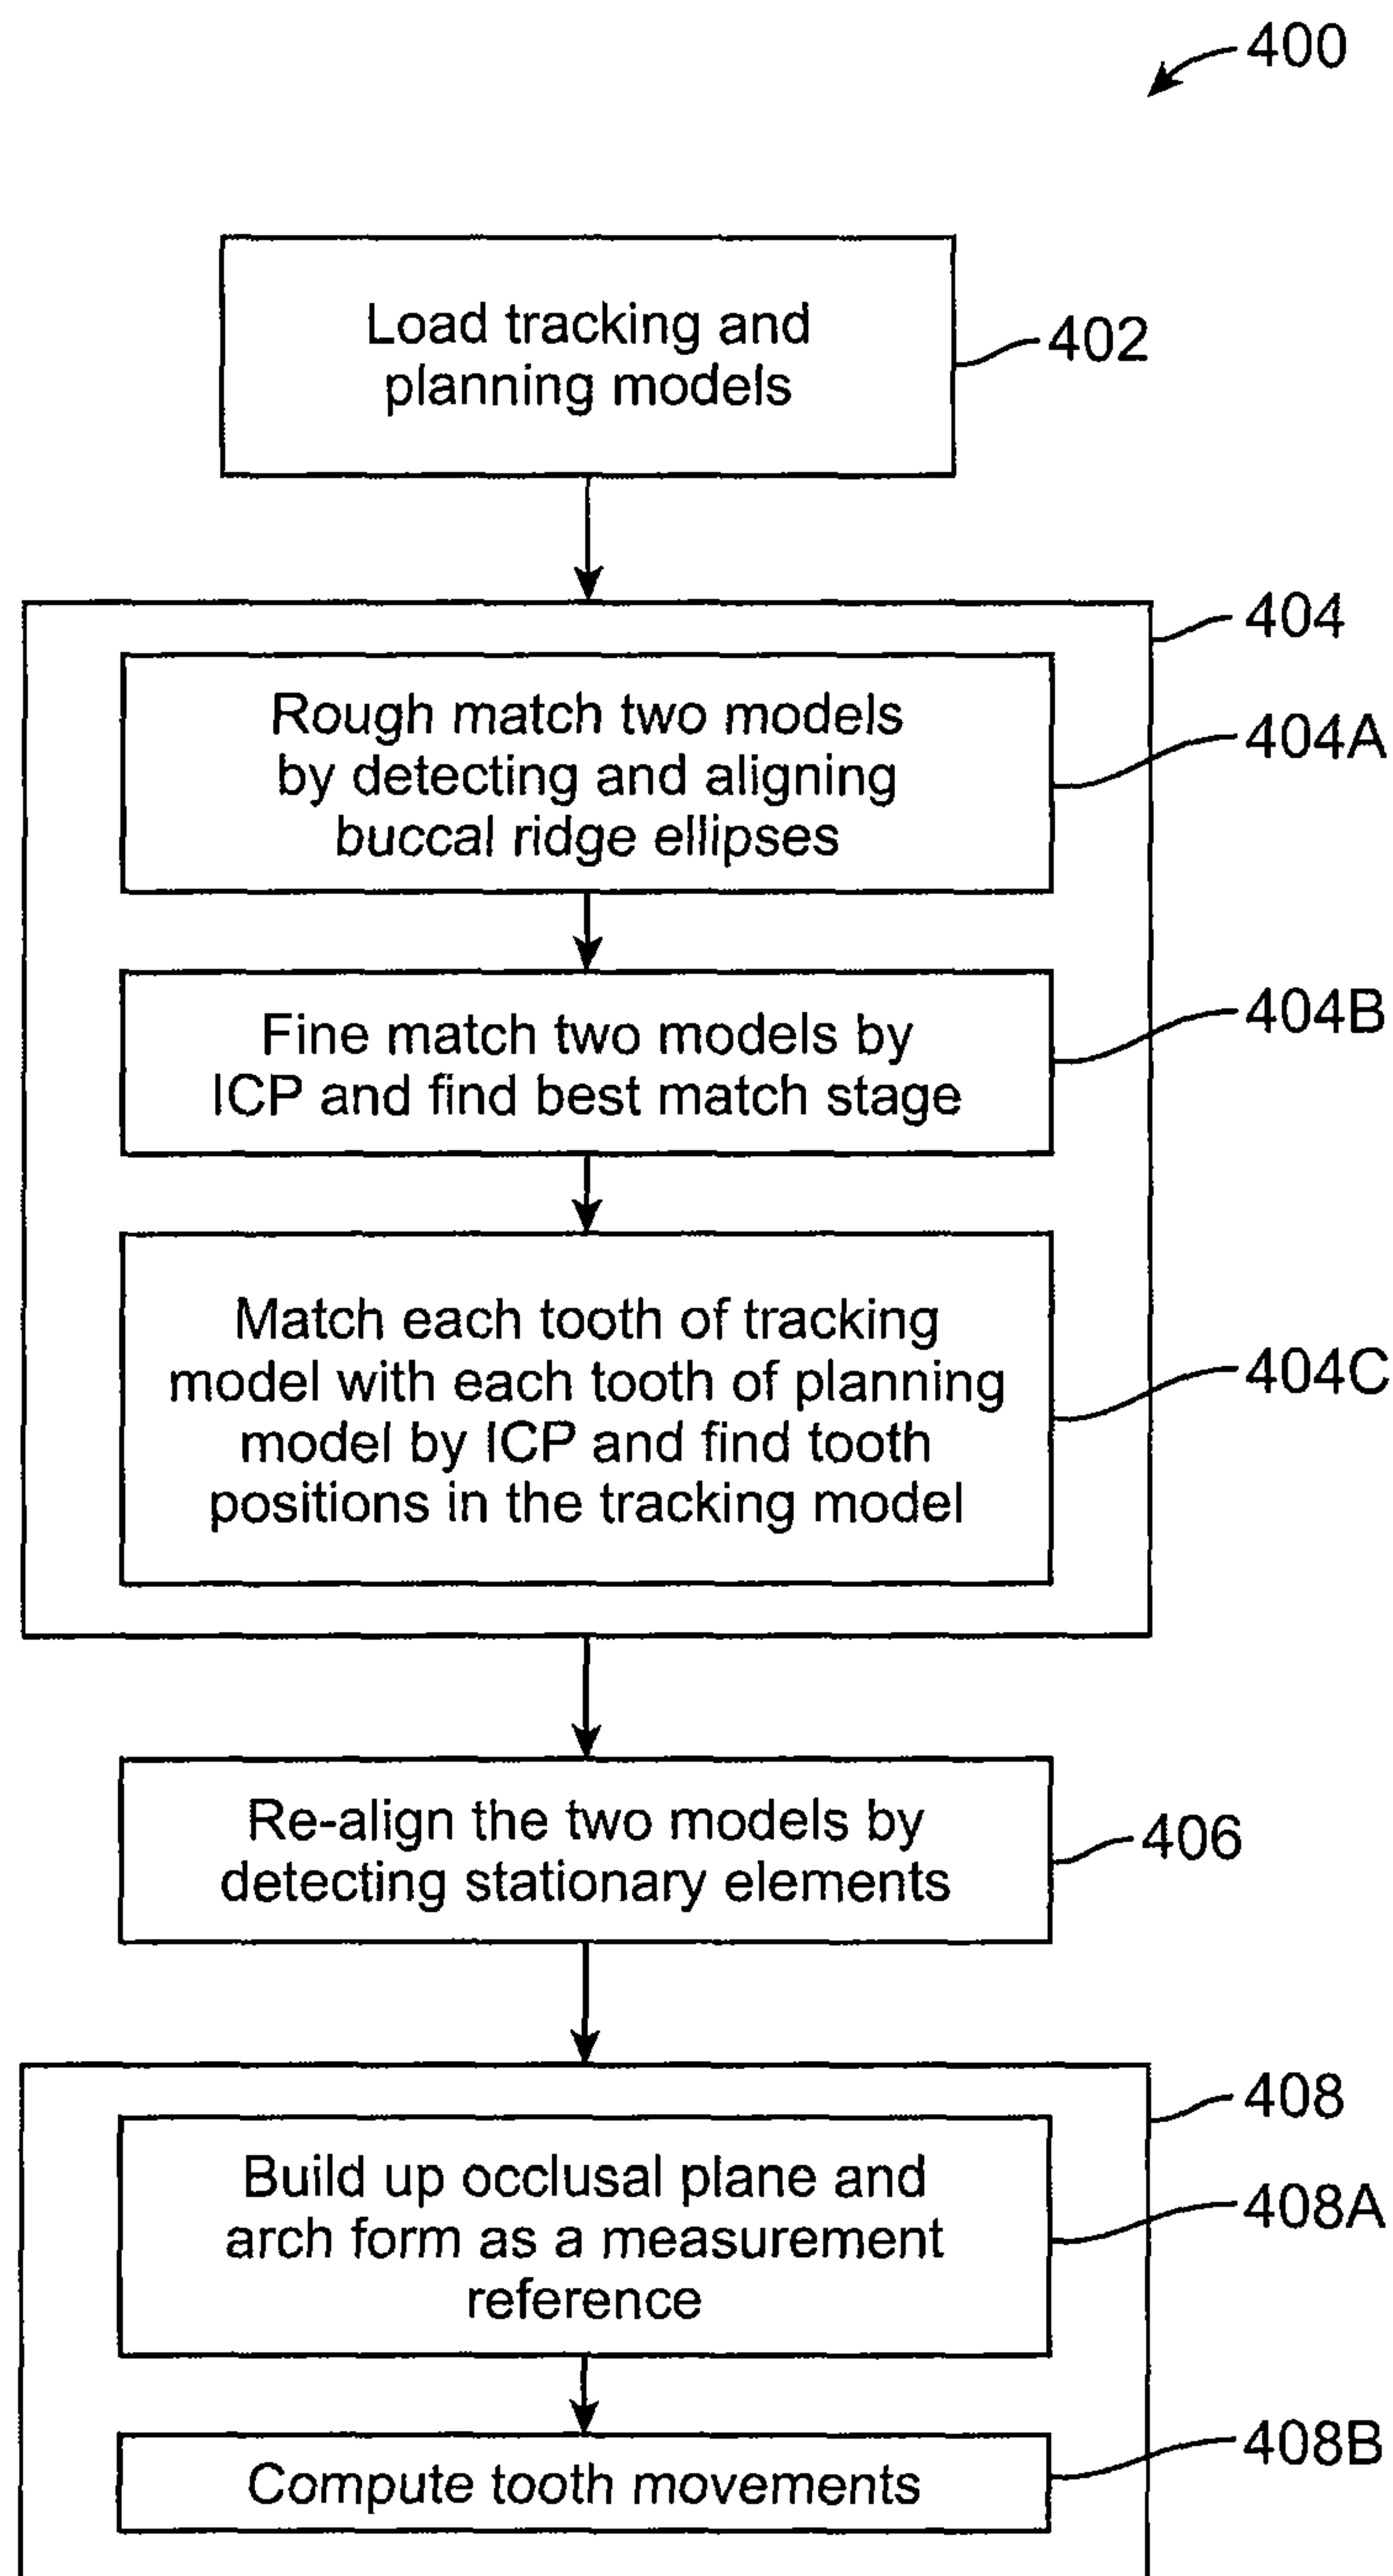 400
Load tracking and
planning models
402
404
Rough match two models
by detecting and aligning
buccal ridge ellipses
404A
Fine match two models by
ICP and find best match stage
404B
Match each tooth of tracking
model with each tooth of planning
model by ICP and find tooth
positions in the tracking model
404C
Re-align the two models by
detecting stationary elements
406
408
Build up occlusal plane and
arch form as a measurement
reference
408A
Compute tooth movements
408B